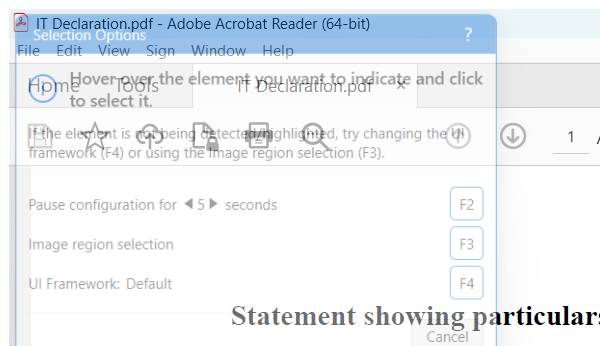 IT Declaration.pdf - Adobe Acrobat Reader (64-bit)
Selection Options ?
File Edit View Sign Window Help
Home Tools IT Declaration.pdf ×
Hover over the element you want to indicate and click
to select it.
If the element is not being detected/highlighted, try changing the UI
framework (F4) or using the image region selection (F3).
1 /
Pause configuration for 5 seconds F2
Image region selection F3
UI Framework: Default F4
Statement showing particulars
Cancel